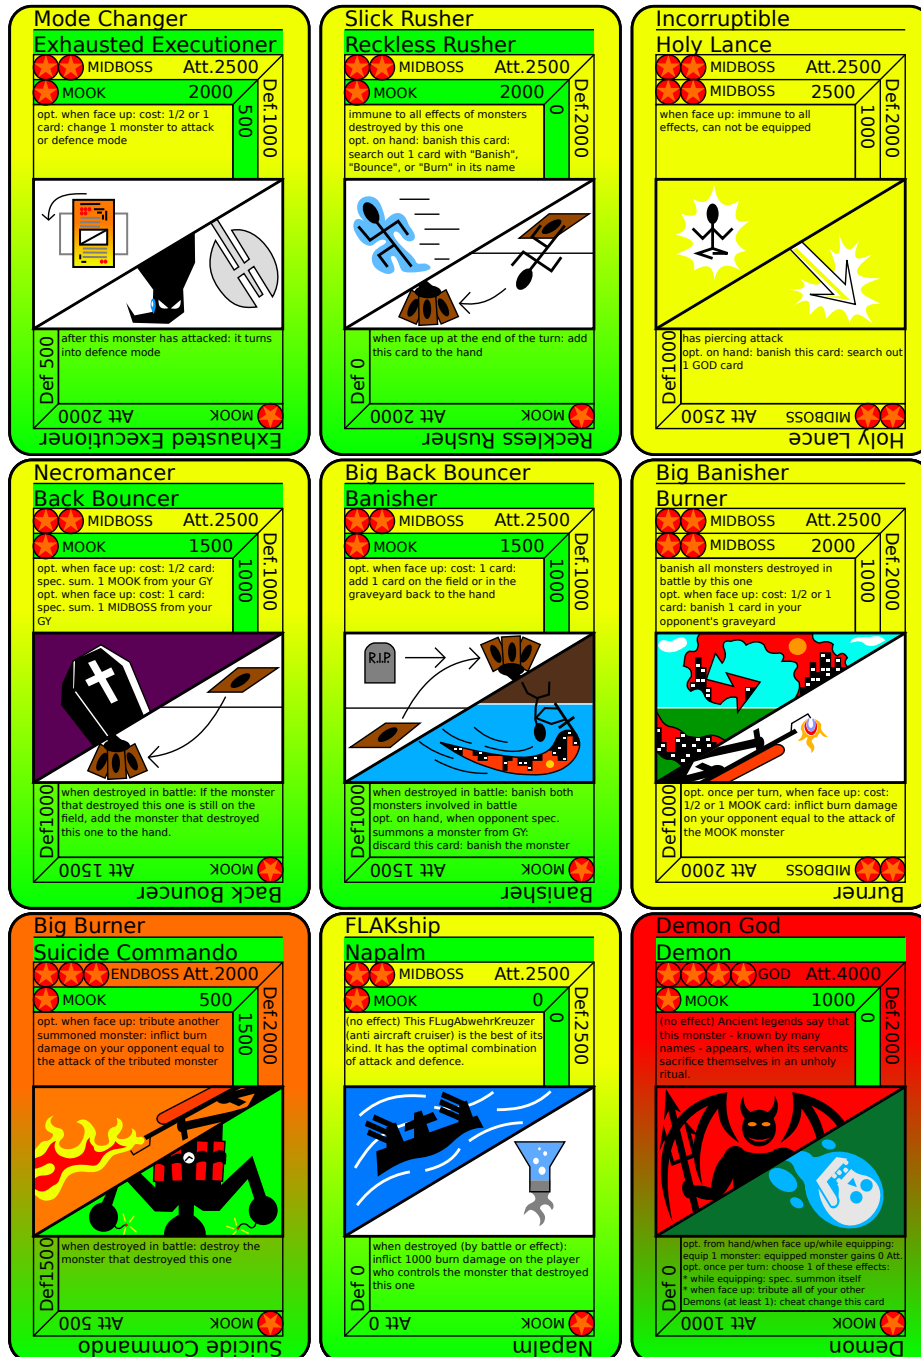 Mode Changer
Exhausted Executioner
MIDBOSS Att.2500
MOOK 2000
Def.1000
500
opt. when face up: cost: 1/2 or 1
card: change 1 monster to attack
or defence mode
after this monster has attacked: it turns
into defence mode
Def 500
Att 2000 MOOK
Exhausted Executioner
Slick Rusher
Reckless Rusher
MIDBOSS Att.2500
MOOK 2000
Def.2000
0
immune to all effects of monsters
destroyed by this one
opt. on hand: banish this card:
search out 1 card with "Banish",
"Bounce", or "Burn" in its name
when face up at the end of the turn: add
this card to the hand
Def 0
Att 2000 MOOK
Reckless Rusher
Incorruptible
Holy Lance
MIDBOSS Att.2500
MIDBOSS 2500
Def.2000
1000
when face up: immune to all
effects, can not be equipped
has piercing attack
opt. on hand: banish this card: search out
1 GOD card
Def1000
Att 2500 MIDBOSS
Holy Lance
Necromancer
Back Bouncer
MIDBOSS Att.2500
MOOK 1500
Def.1000
1000
opt. when face up: cost: 1/2 card:
spec. sum. 1 MOOK from your GY
opt. when face up: cost: 1 card:
spec. sum. 1 MIDBOSS from your
GY
when destroyed in battle: If the monster
that destroyed this one is still on the
field, add the monster that destroyed
this one to the hand.
Def1000
Att 1500 MOOK
Back Bouncer
Big Back Bouncer
Banisher
MIDBOSS Att.2500
MOOK 1500
Def.1000
1000
opt. when face up: cost: 1 card:
add 1 card on the field or in the
graveyard back to the hand
R.I.P.
when destroyed in battle: banish both
monsters involved in battle
opt. on hand, when opponent spec.
summons a monster from GY:
discard this card: banish the monster
Def1000
Att 1500 MOOK
Banisher
Big Banisher
Burner
MIDBOSS Att.2500
MIDBOSS 2000
Def.2000
1000
banish all monsters destroyed in
battle by this one
opt. when face up: cost: 1/2 or 1
card: banish 1 card in your
opponent's graveyard
opt. once per turn, when face up: cost:
1/2 or 1 MOOK card: inflict burn damage
on your opponent equal to the attack of
the MOOK monster
Def1000
Att 2000 MIDBOSS
Burner
Big Burner
Suicide Commando
ENDBOSS Att.2000
MOOK 500
Def.2000
1500
opt. when face up: tribute another
summoned monster: inflict burn
damage on your opponent equal to
the attack of the tributed monster
when destroyed in battle: destroy the
monster that destroyed this one
Def1500
Att 500 MOOK
Suicide Commando
FLAKship
Napalm
MIDBOSS Att.2500
MOOK 0
Def.2500
0
(no effect) This FLugAbwehrKreuzer
(anti aircraft cruiser) is the best of its
kind. It has the optimal combination
of attack and defence.
when destroyed (by battle or effect):
inflict 1000 burn damage on the player
who controls the monster that destroyed
this one
Def 0
Att 0 MOOK
Napalm
Demon God
Demon
GOD Att.4000
MOOK 1000
Def.2000
0
(no effect) Ancient legends say that
this monster - known by many
names - appears, when its servants
sacrifice themselves in an unholy
ritual.
opt. from hand/when face up/while equipping:
equip 1 monster: equipped monster gains 0 Att.
opt. once per turn: choose 1 of these effects:
* while equipping: spec. summon itself
* when face up: tribute all of your other
Demons (at least 1): cheat change this card
Def 0
Att 1000 MOOK
Demon